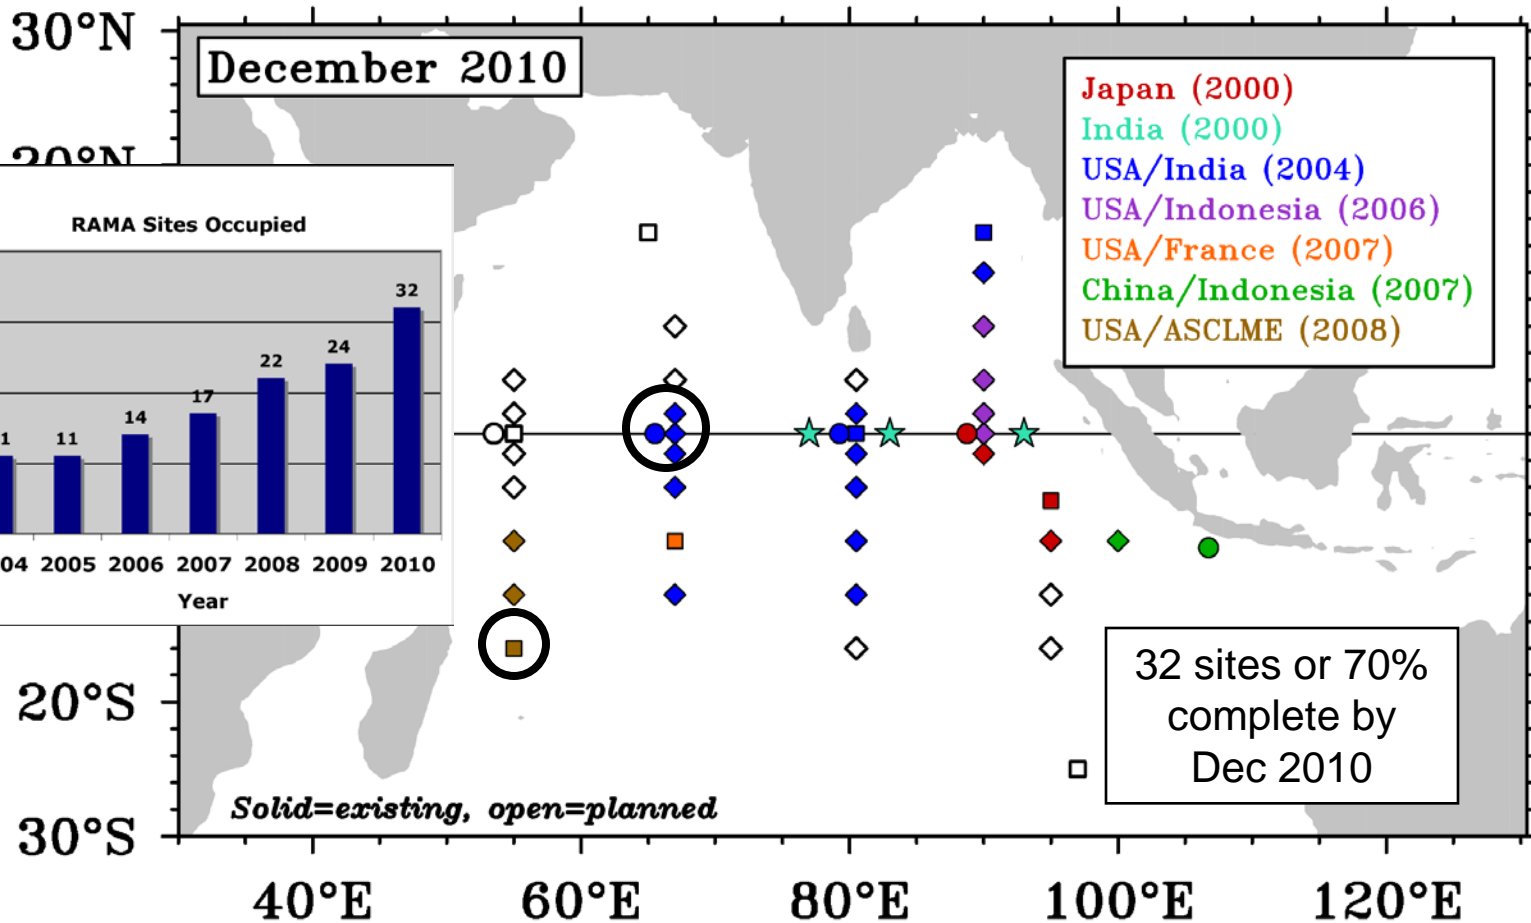 30°N
December 2010
Japan (2000)
India (2000)
USA/India (2004)
USA/Indonesia (2006)
USA/France (2007)
China/Indonesia (2007)
USA/ASCLME (2008)
20°N
RAMA Sites Occupied
32
24
22
17
14
11
1
04 2005 2006 2007 2008 2009 2010
Year
32 sites or 70%
complete by
Dec 2010
20°S
Solid=existing, open=planned
30°S
40°E 60°E 80°E 100°E 120°E